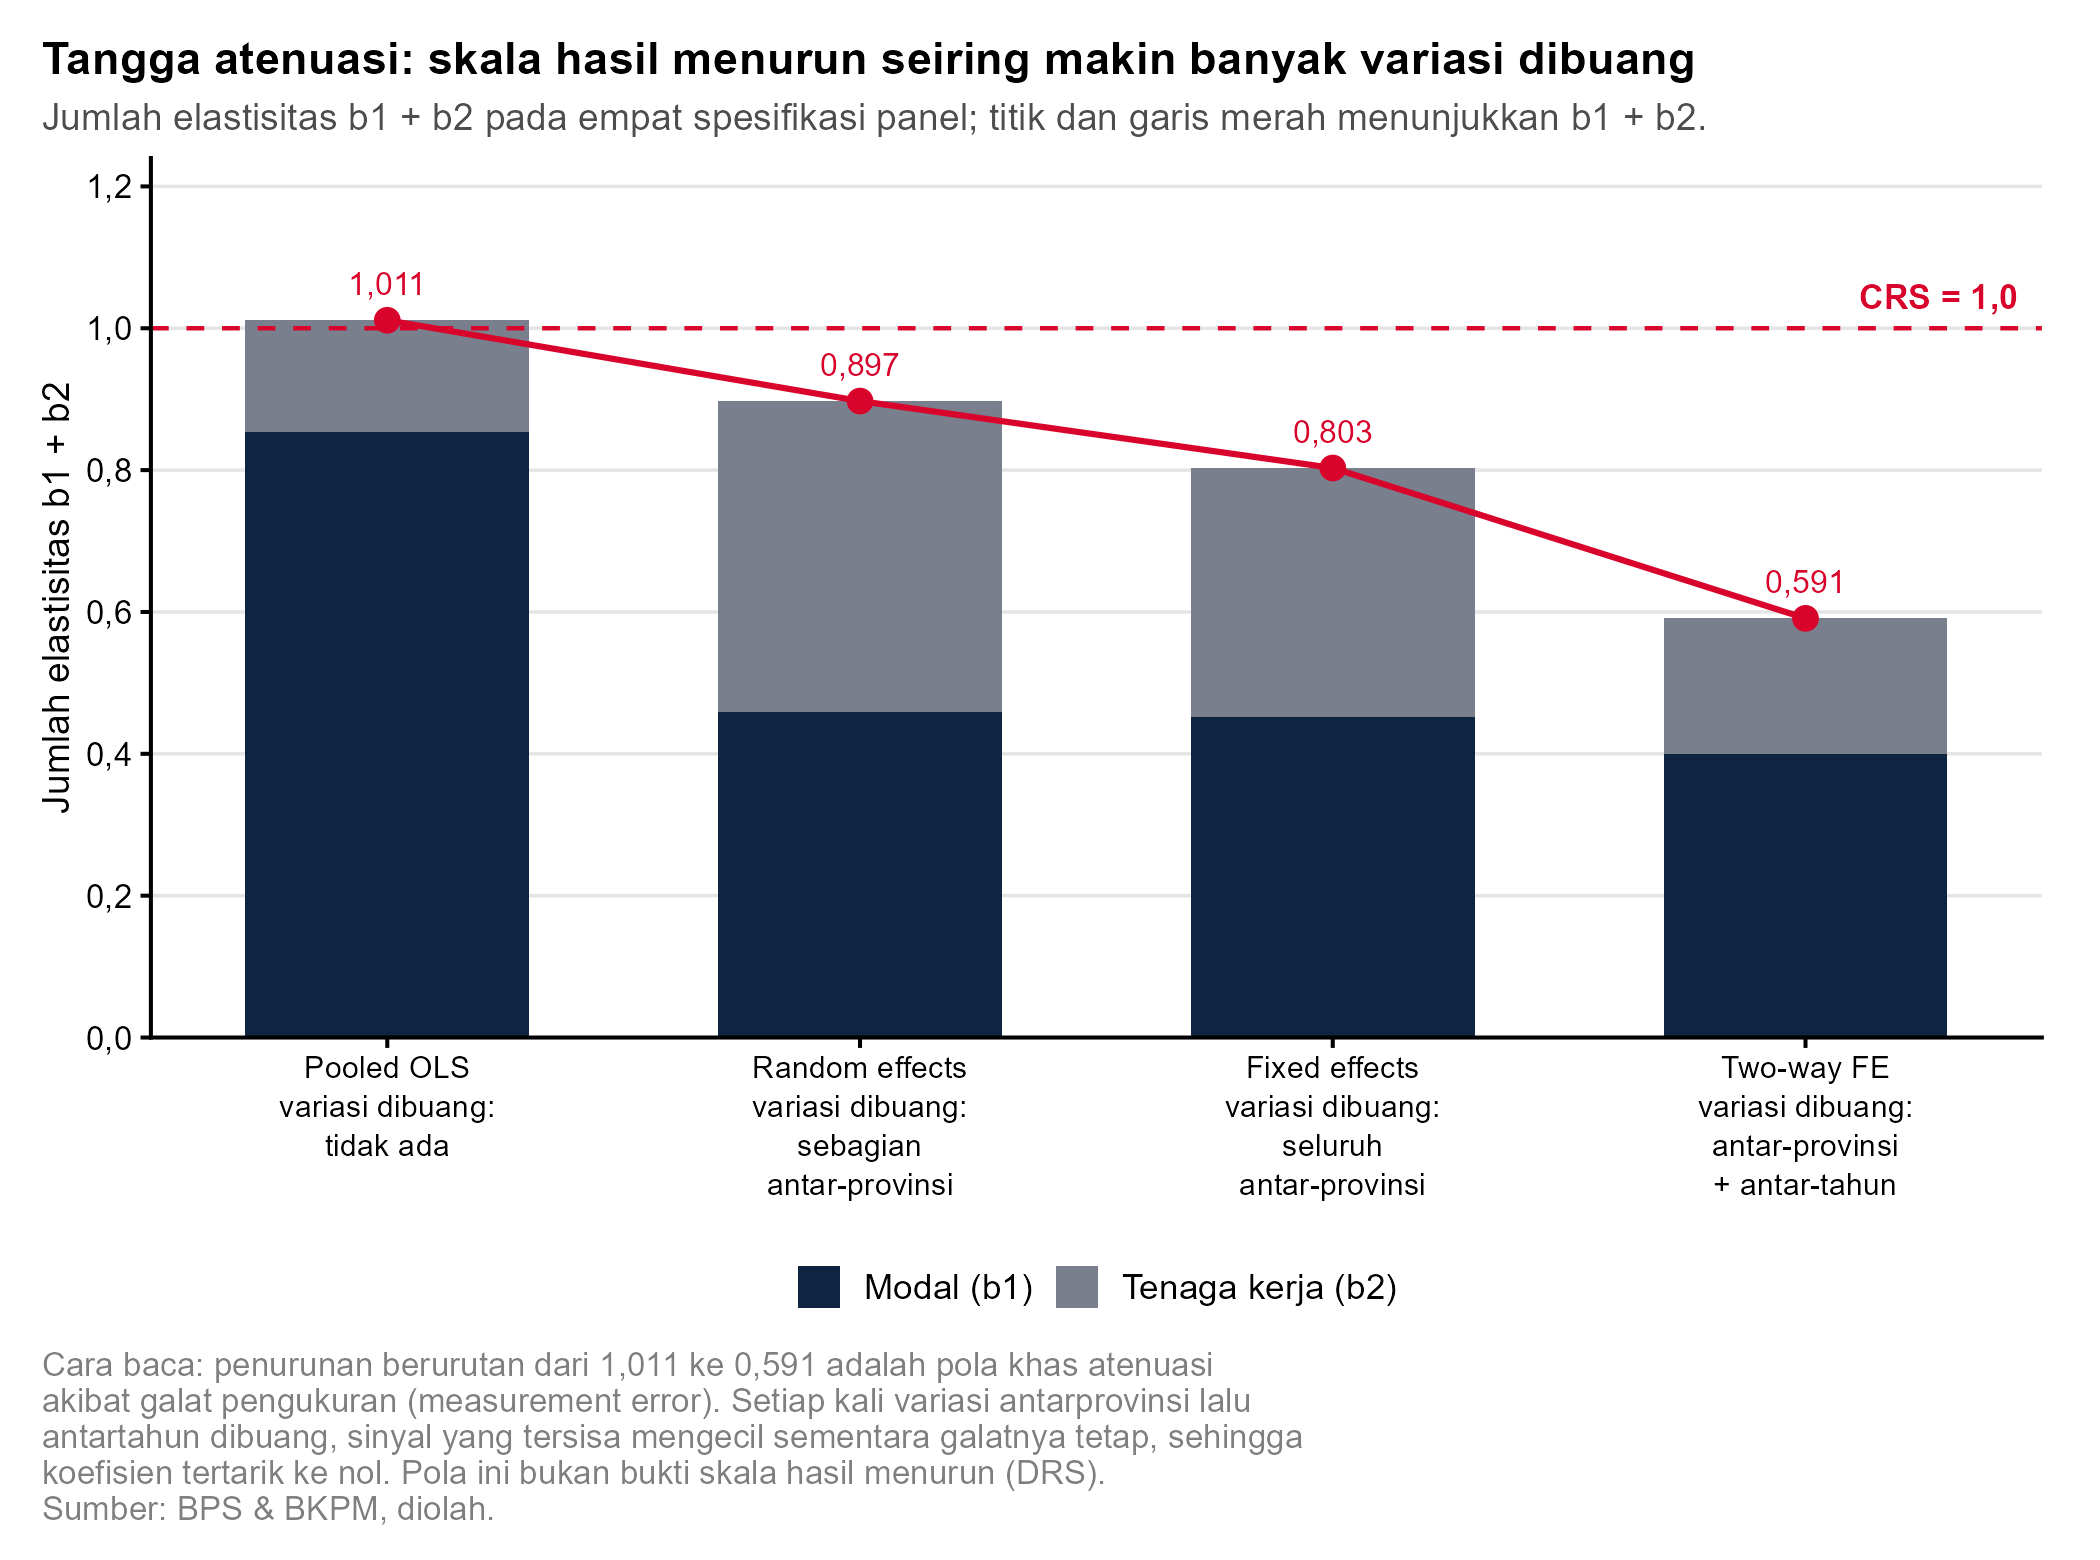 Tangga atenuasi: skala hasil menurun seiring makin banyak variasi dibuang
Jumlah elastisitas b1 + b2 pada empat spesifikasi panel; titik dan garis merah menunjukkan b1 + b2.
Jumlah elastisitas b1 + b2
1,2
1,0
0,8
0,6
0,4
0,2
0,0
1,011
0,897
0,803
0,591
CRS = 1,0
Pooled OLS
variasi dibuang:
tidak ada
Random effects
variasi dibuang:
sebagian
antar-provinsi
Fixed effects
variasi dibuang:
seluruh
antar-provinsi
Two-way FE
variasi dibuang:
antar-provinsi
+ antar-tahun
Modal (b1)
Tenaga kerja (b2)
Cara baca: penurunan berurutan dari 1,011 ke 0,591 adalah pola khas atenuasi
akibat galat pengukuran (measurement error). Setiap kali variasi antarprovinsi lalu
antartahun dibuang, sinyal yang tersisa mengecil sementara galatnya tetap, sehingga
koefisien tertarik ke nol. Pola ini bukan bukti skala hasil menurun (DRS).
Sumber: BPS & BKPM, diolah.